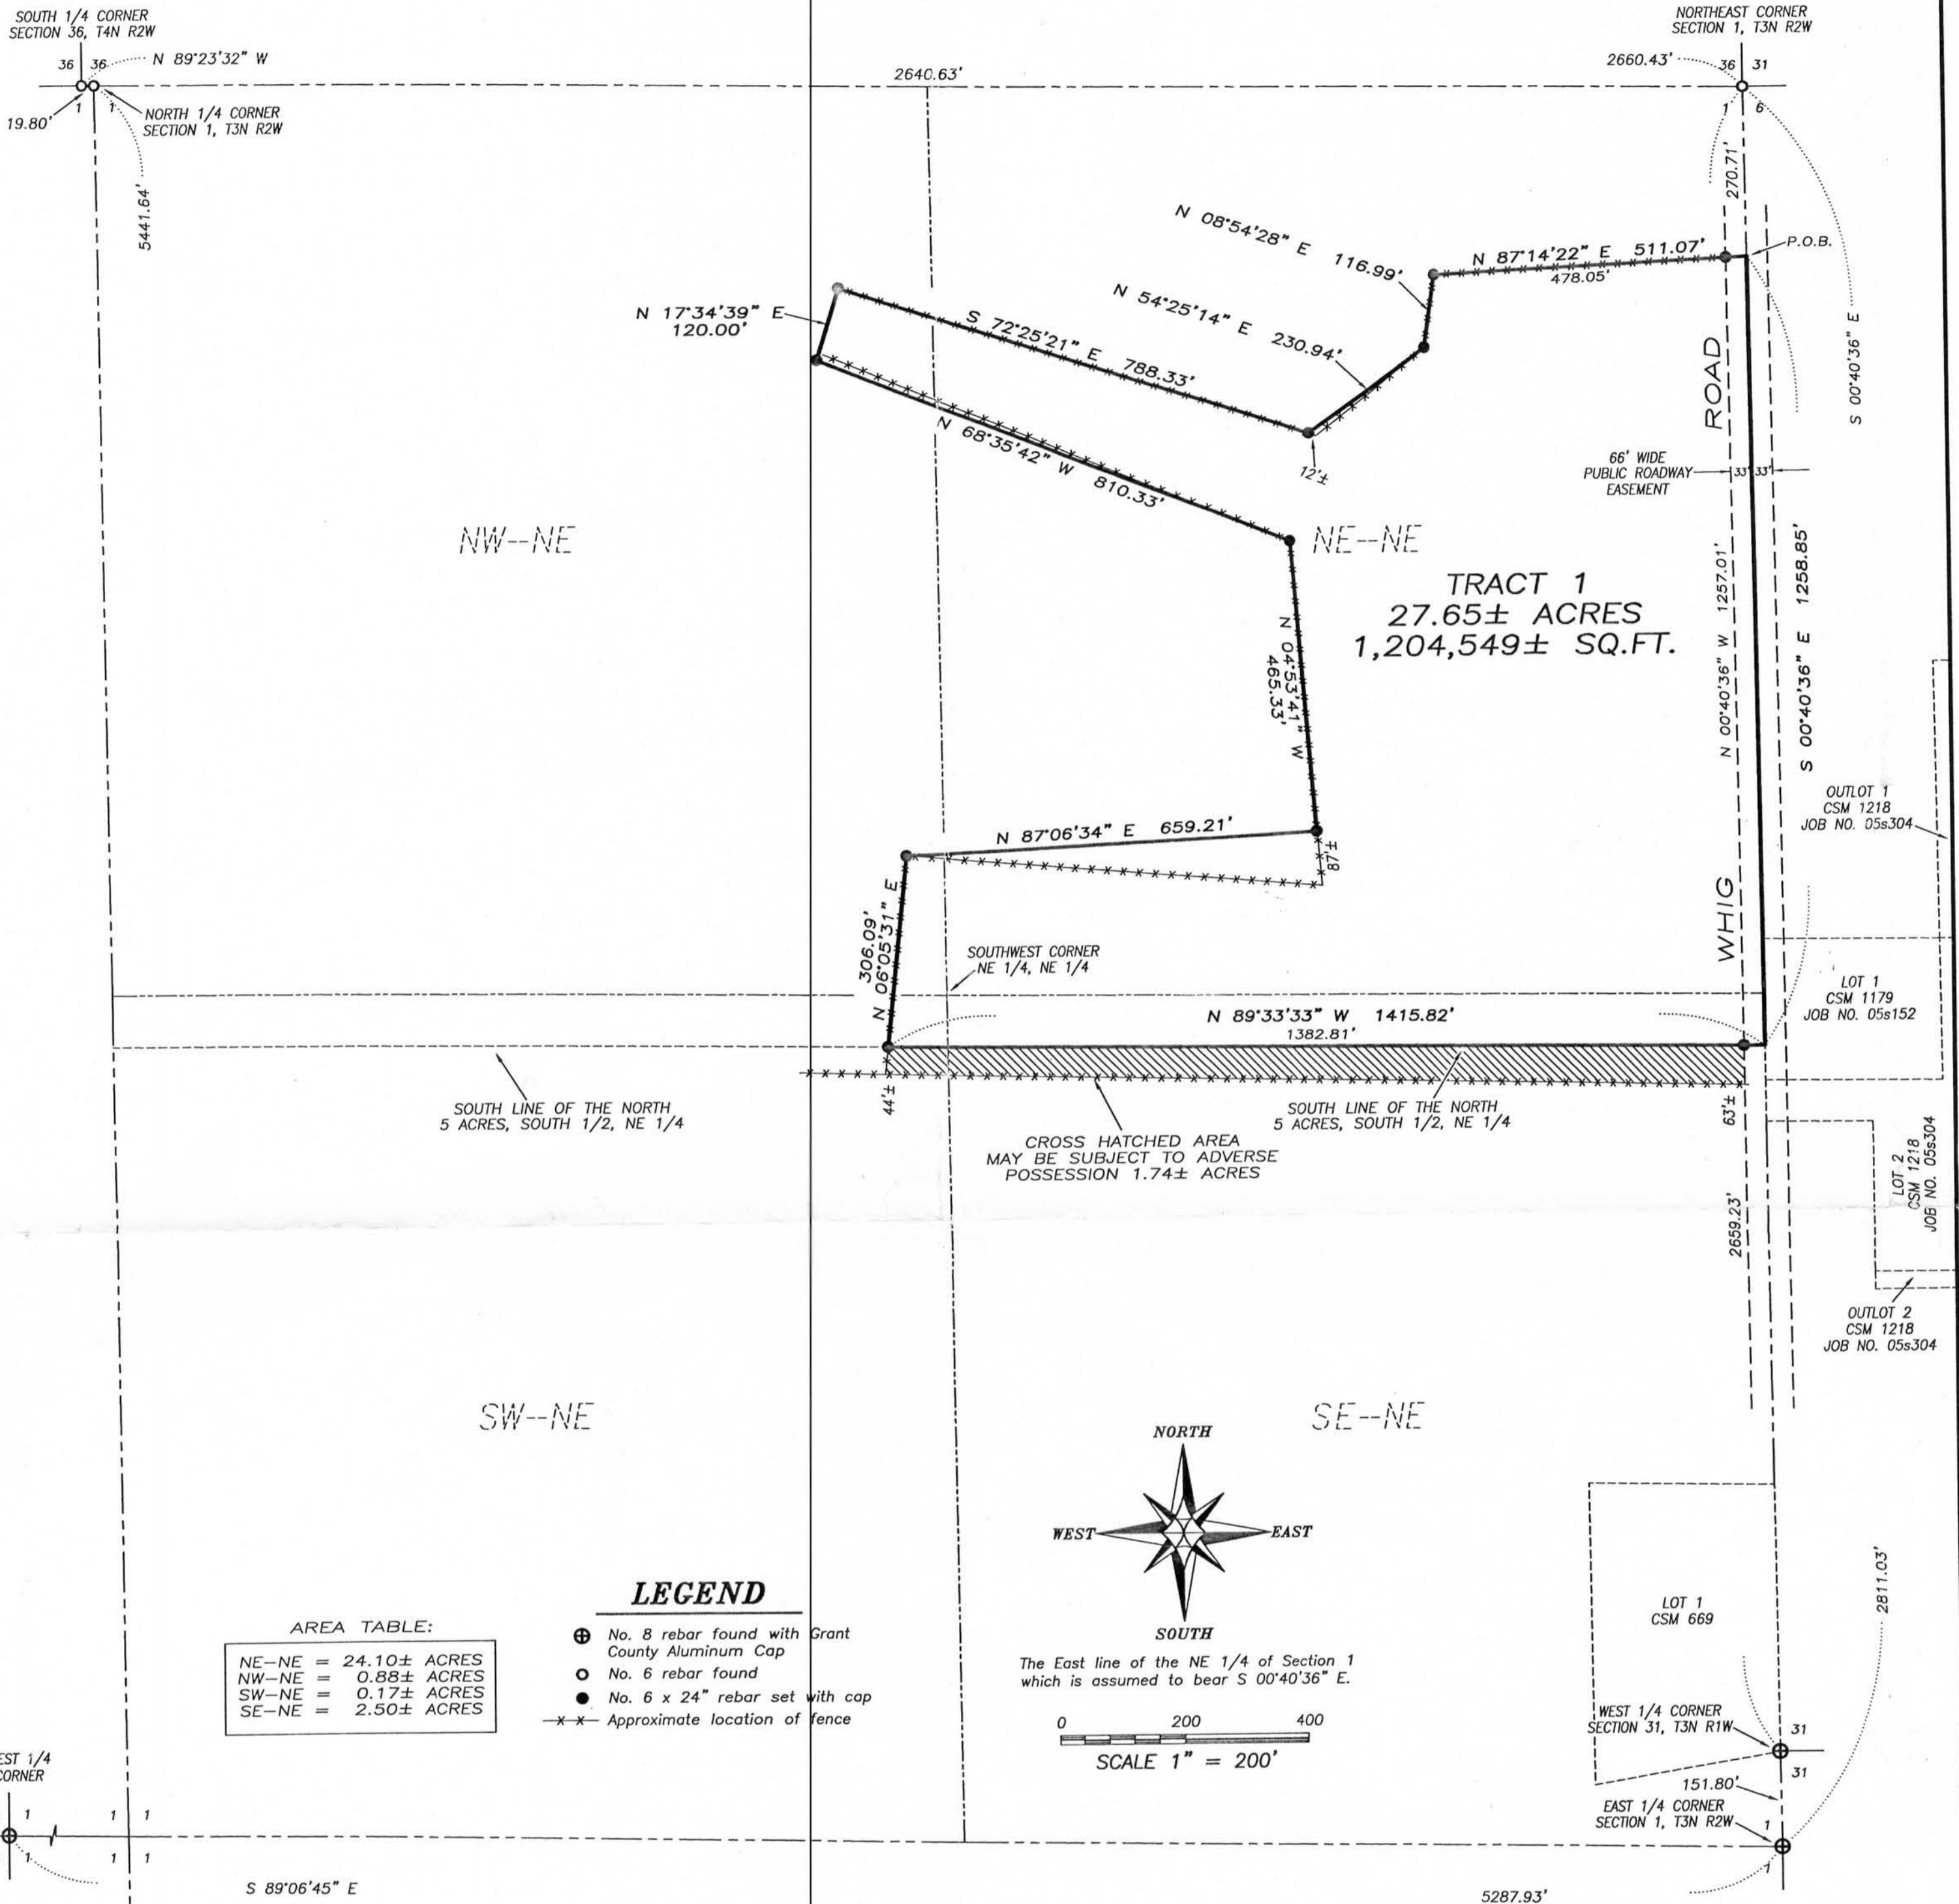 SOUTH 1/4 CORNER
SECTION 36, T4N R2W
36 36
N 89°23'32" W
2640.63'
NORTHEAST CORNER
SECTION 1, T3N R2W
2660.43'
36 31
1 6
19.80'
1 1
NORTH 1/4 CORNER
SECTION 1, T3N R2W
5441.64'
270.71'
P.O.B.
S 00°40'36" E
N 08°54'28" E 116.99'
N 87°14'22" E 511.07'
478.05'
N 54°25'14" E 230.94'
N 17°34'39" E
120.00'
S 72°25'21" E 788.33'
N 68°35'42" W 810.33'
12'±
66' WIDE
PUBLIC ROADWAY
EASEMENT
33' 33'
WHIG ROAD
NW--NE
NE--NE
TRACT 1
27.65± ACRES
1,204,549± SQ.FT.
N 00°40'36" W 1257.01'
S 00°40'36" E 1258.85'
N 04°53'41" W
465.33'
OUTLOT 1
CSM 1218
JOB NO. 05s304
N 87°06'34" E 659.21'
87'±
306.09'
N 06°05'31" E
SOUTHWEST CORNER
NE 1/4, NE 1/4
LOT 1
CSM 1179
JOB NO. 05s152
N 89°33'33" W 1415.82'
1382.81'
44'±
63'±
SOUTH LINE OF THE NORTH
5 ACRES, SOUTH 1/2, NE 1/4
SOUTH LINE OF THE NORTH
5 ACRES, SOUTH 1/2, NE 1/4
CROSS HATCHED AREA
MAY BE SUBJECT TO ADVERSE
POSSESSION 1.74± ACRES
LOT 2
CSM 1218
JOB NO. 05s304
2659.23'
OUTLOT 2
CSM 1218
JOB NO. 05s304
SW--NE
SE--NE
NORTH
WEST
EAST
SOUTH
The East line of the NE 1/4 of Section 1
which is assumed to bear S 00°40'36" E.
0 200 400
SCALE 1" = 200'
LEGEND
No. 8 rebar found with Grant
County Aluminum Cap
No. 6 rebar found
No. 6 x 24" rebar set with cap
Approximate location of fence
AREA TABLE:
NE-NE = 24.10± ACRES
NW-NE = 0.88± ACRES
SW-NE = 0.17± ACRES
SE-NE = 2.50± ACRES
LOT 1
CSM 669
2811.03'
WEST 1/4 CORNER
SECTION 31, T3N R1W
31
31
151.80'
EAST 1/4 CORNER
SECTION 1, T3N R2W
1
1
EST 1/4
CORNER
1
1
1 1
1 1
S 89°06'45" E
5287.93'